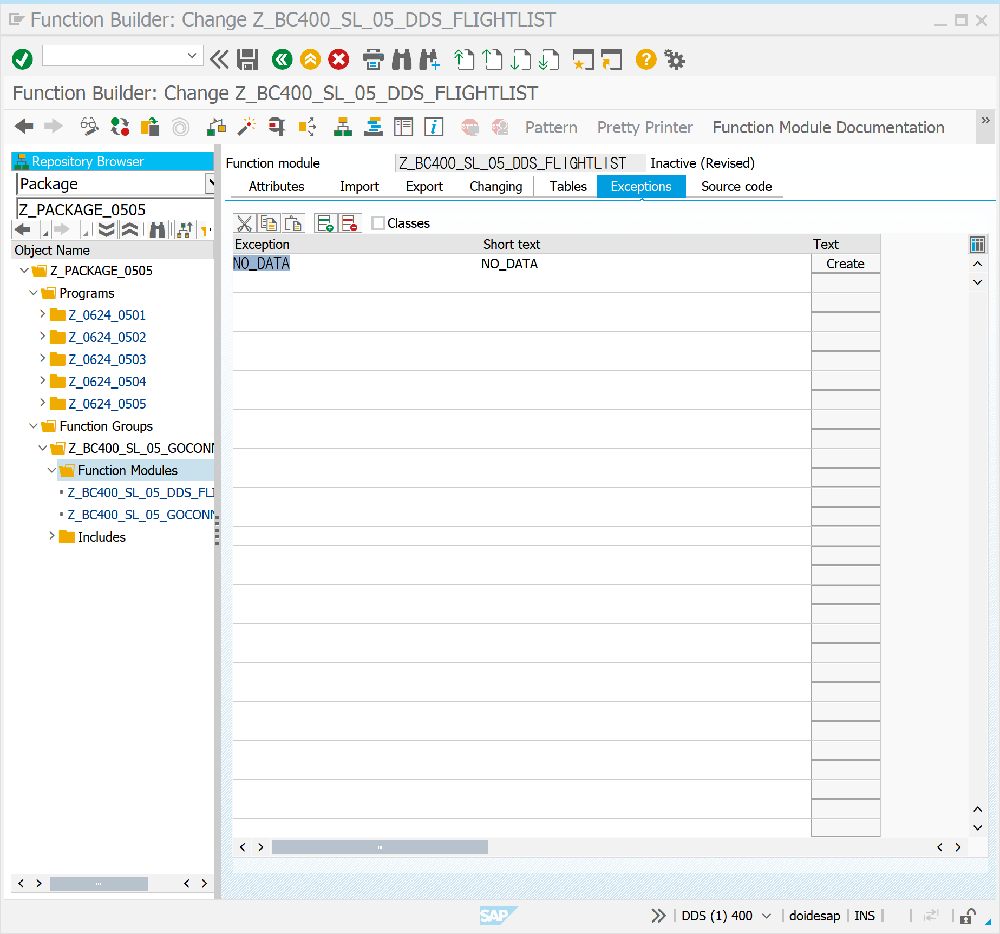 Function Builder: Change Z_BC400_SL_05_DDS_FLIGHTLIST
Function Builder: Change Z_BC400_SL_05_DDS_FLIGHTLIST
Pattern Pretty Printer Function Module Documentation
Repository Browser
Package
Z_PACKAGE_0505
Object Name
Z_PACKAGE_0505
Programs
Z_0624_0501
Z_0624_0502
Z_0624_0503
Z_0624_0504
Z_0624_0505
Function Groups
Z_BC400_SL_05_GOCONN
Function Modules
Z_BC400_SL_05_DDS_FLI
Z_BC400_SL_05_GOCONN
Includes
Function module Z_BC400_SL_05_DDS_FLIGHTLIST Inactive (Revised)
Attributes Import Export Changing Tables Exceptions Source code
Classes
Exception Short text Text
NO_DATA NO_DATA Create
SAP DDS (1) 400 doidesap INS